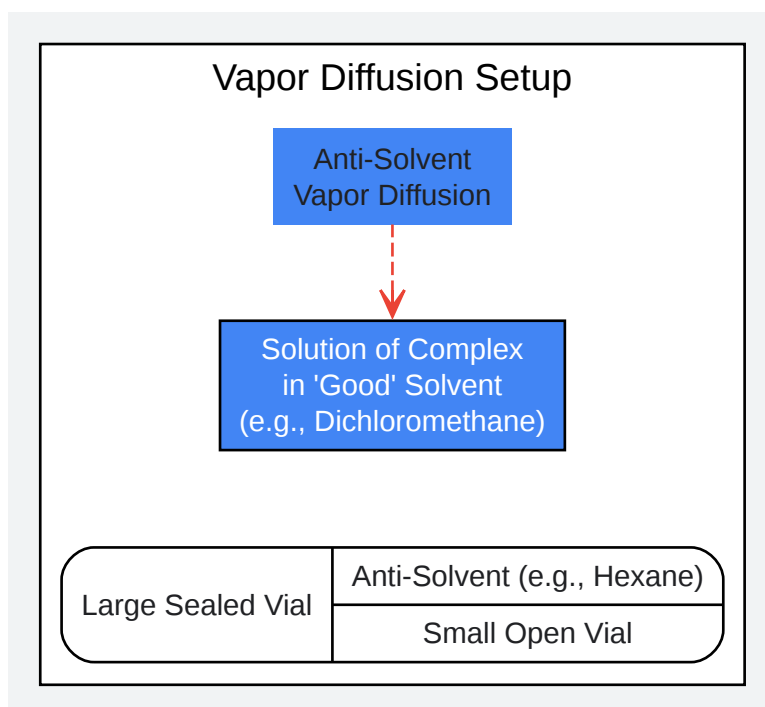 Vapor Diffusion Setup
Anti-Solvent
Vapor Diffusion
Solution of Complex
in 'Good' Solvent
(e.g., Dichloromethane)
Large Sealed Vial
Anti-Solvent (e.g., Hexane)
Small Open Vial